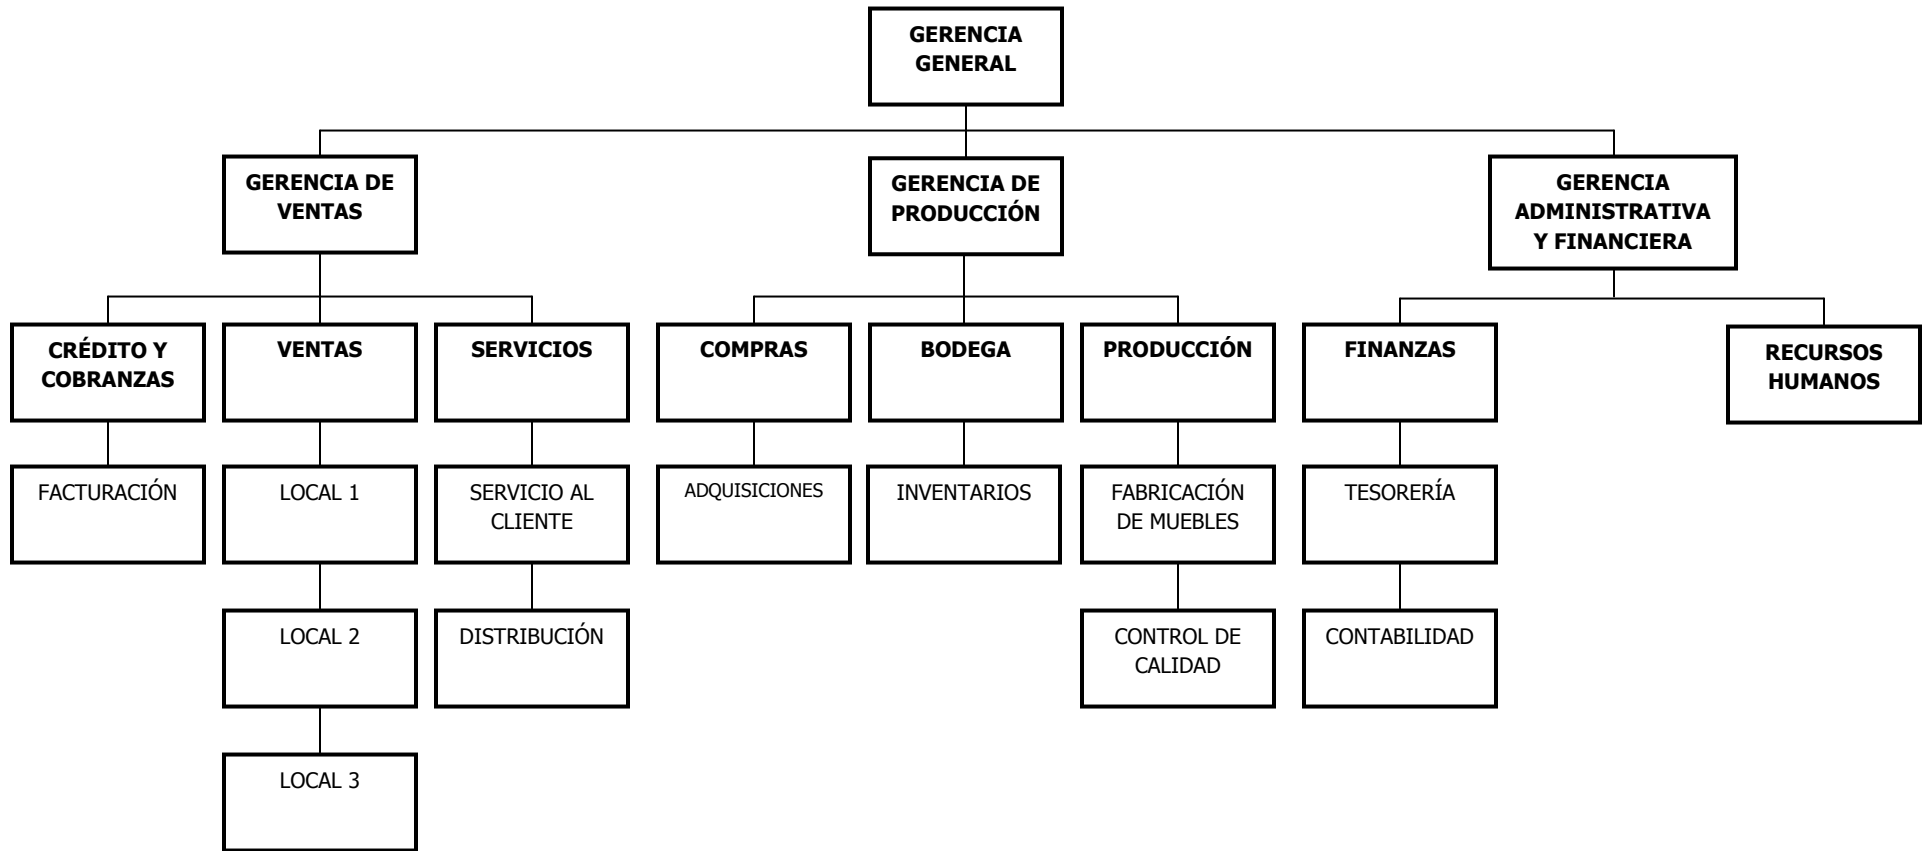 GERENCIA
GENERAL
GERENCIA DE
VENTAS
GERENCIA DE
PRODUCCIÓN
GERENCIA
ADMINISTRATIVA
Y FINANCIERA
CRÉDITO Y
COBRANZAS
VENTAS
SERVICIOS
COMPRAS
BODEGA
PRODUCCIÓN
FINANZAS
RECURSOS
HUMANOS
FACTURACIÓN
LOCAL 1
SERVICIO AL
CLIENTE
ADQUISICIONES
INVENTARIOS
FABRICACIÓN
DE MUEBLES
TESORERÍA
LOCAL 2
DISTRIBUCIÓN
CONTROL DE
CALIDAD
CONTABILIDAD
LOCAL 3